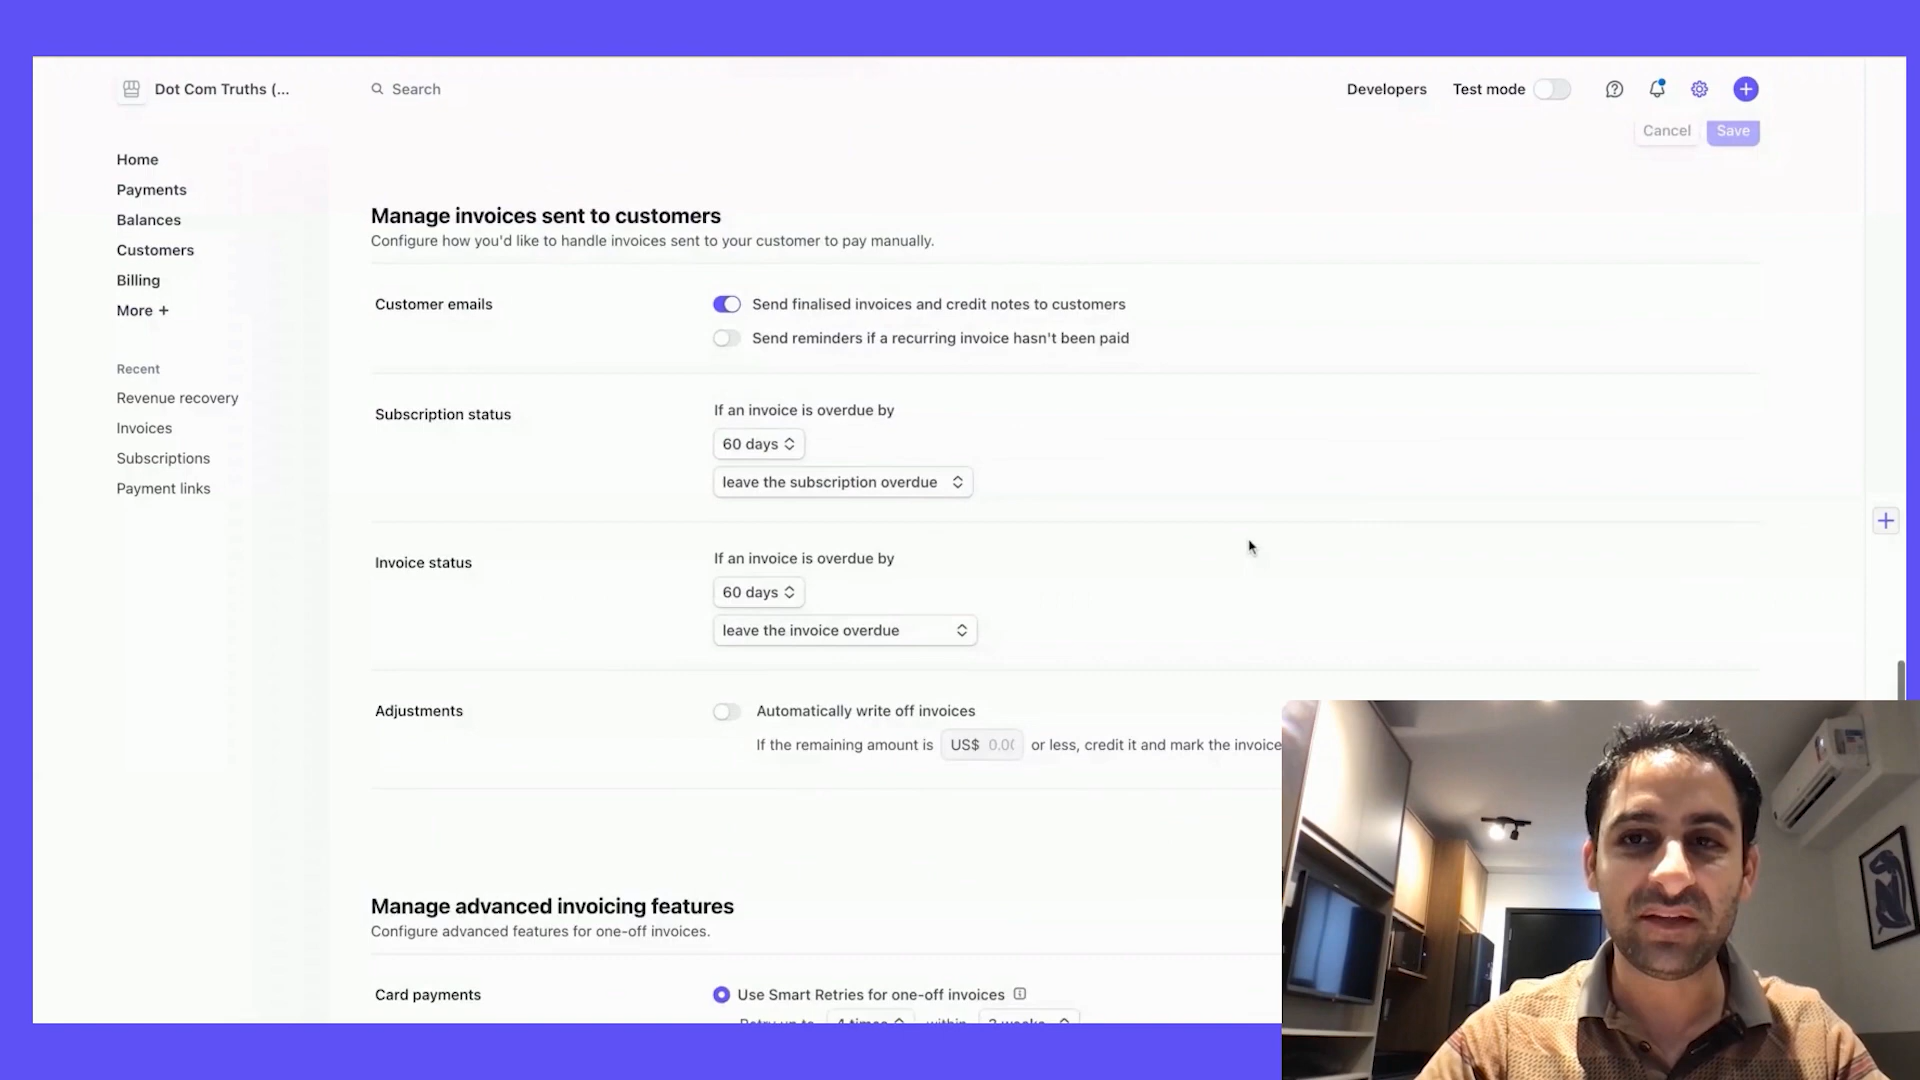 Dot Com Truths (...
Search
Developers
Test mode
Cancel
Save
Home
Payments
Balances
Customers
Billing
More +
Recent
Revenue recovery
Invoices
Subscriptions
Payment links
Manage invoices sent to customers
Configure how you'd like to handle invoices sent to your customer to pay manually.
Customer emails
Send finalised invoices and credit notes to customers
Send reminders if a recurring invoice hasn't been paid
Subscription status
If an invoice is overdue by
60 days
leave the subscription overdue
Invoice status
If an invoice is overdue by
60 days
leave the invoice overdue
Adjustments
Automatically write off invoices
If the remaining amount is US$ 0.0( or less, credit it and mark the invoice
Manage advanced invoicing features
Configure advanced features for one-off invoices.
Card payments
Use Smart Retries for one-off invoices
Retry up to 4 times within 2 weeks